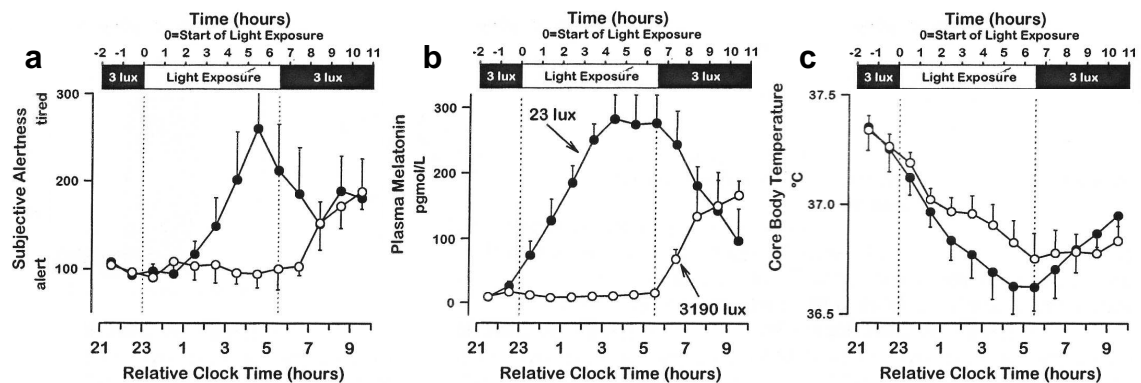 a
Time (hours)
0=Start of Light Exposure
-2 -1 0 1 2 3 4 5 6 7 8 9 10 11
3 lux Light Exposure 3 lux
300
200
100
Subjective Alertness
alert tired
21 23 1 3 5 7 9
Relative Clock Time (hours)
b
Time (hours)
0=Start of Light Exposure
-2 -1 0 1 2 3 4 5 6 7 8 9 10 11
3 lux Light Exposure 3 lux
300
200
100
0
Plasma Melatonin
pgmol/L
23 lux
3190 lux
21 23 1 3 5 7 9
Relative Clock Time (hours)
c
Time (hours)
0=Start of Light Exposure
-2 -1 0 1 2 3 4 5 6 7 8 9 10 11
3 lux Light Exposure 3 lux
37.5
37.0
36.5
Core Body Temperature
°C
21 23 1 3 5 7 9
Relative Clock Time (hours)